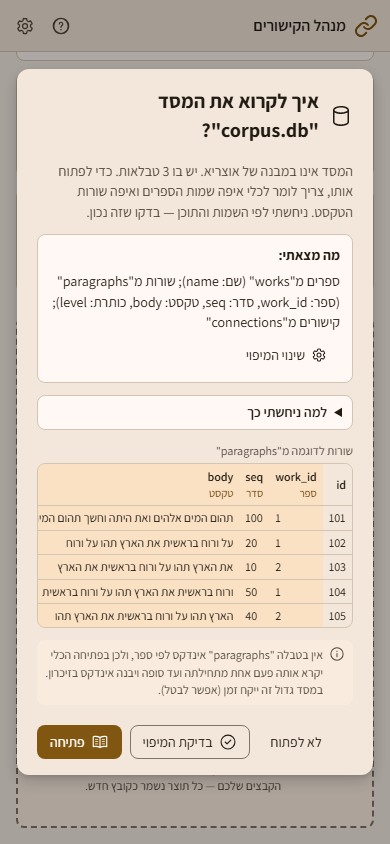 מנהל הקישורים
איך לקרוא את המסד
"corpus.db"?
המסד אינו במבנה של אוצריא. יש בו 3 טבלאות. כדי לפתוח
אותו, צריך לומר לכלי איפה שמות הספרים ואיפה שורות
הטקסט. ניחשתי לפי השמות והתוכן — בדקו שזה נכון.
מה מצאתי:
ספרים מ"works" (שם: name); שורות מ"paragraphs"
(ספר: work_id, סדר: seq, טקסט: body, כותרת: level);
קישורים מ"connections"
שינוי המיפוי
למה ניחשתי כך
שורות לדוגמה מ"paragraphs"
id work_id seq body
ספר סדר טקסט
101 1 100 תהום המים אלהים ואת היתה וחשך תהום המי
102 1 20 על ורוח בראשית את הארץ תהו על ורוח
103 2 10 את הארץ תהו על ורוח בראשית את הארץ
104 1 50 ורוח בראשית את הארץ תהו על ורוח בראשית
105 2 40 על ורוח בראשית את הארץ תהו
אין בטבלה "paragraphs" אינדקס לפי ספר, ולכן בפתיחה הכלי
יקרא אותה פעם אחת מתחילתה ועד סופה ויבנה אינדקס בזיכרון.
במסד גדול זה ייקח זמן (אפשר לבטל).
לא לפתוח
בדיקת המיפוי
פתיחה
הקבצים שלכם — כל תוצר נשמר כקובץ חדש.